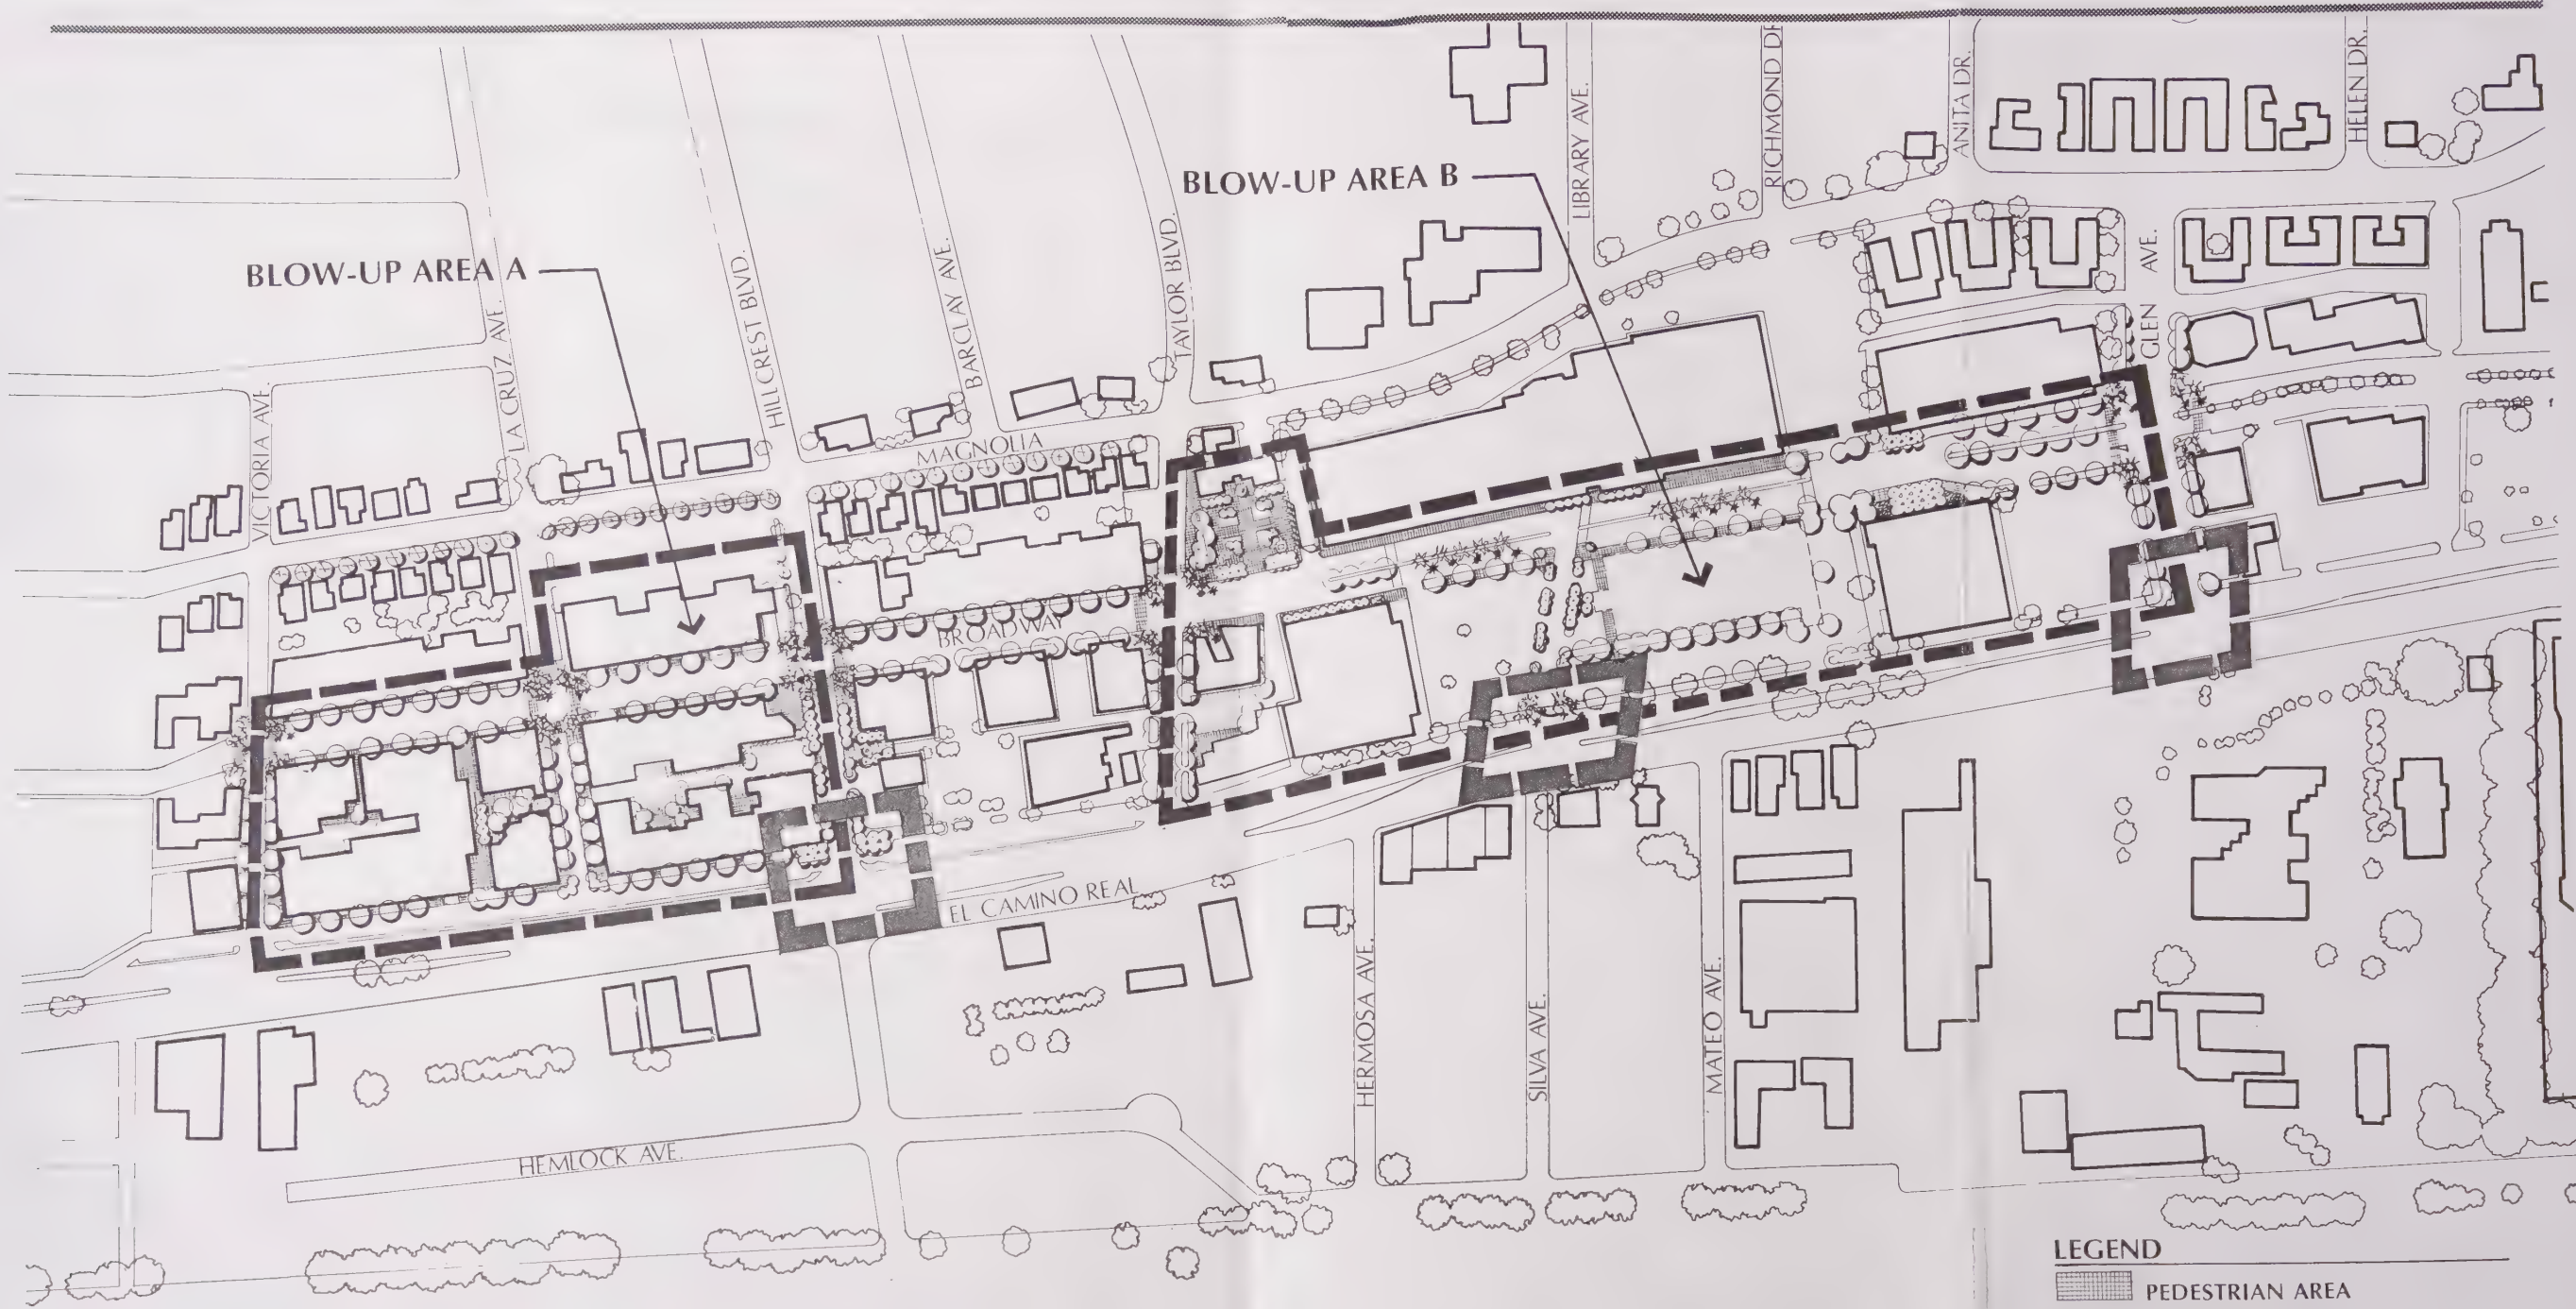 LIBRARY AVE.
RICHMOND DR
ANITA DR.
HELEN DR.
BLOW-UP AREA B
BLOW-UP AREA A
LA CRUZ AVE.
HILLCREST BLVD.
BARCLAY AVE.
TAYLOR BLVD.
GLEN AVE.
VICTORIA AVE.
MAGNOLIA
BROADWAY
EL CAMINO REAL
HERMOSA AVE.
SILVA AVE.
MATEO AVE.
HEMLOCK AVE.
LEGEND
PEDESTRIAN AREA